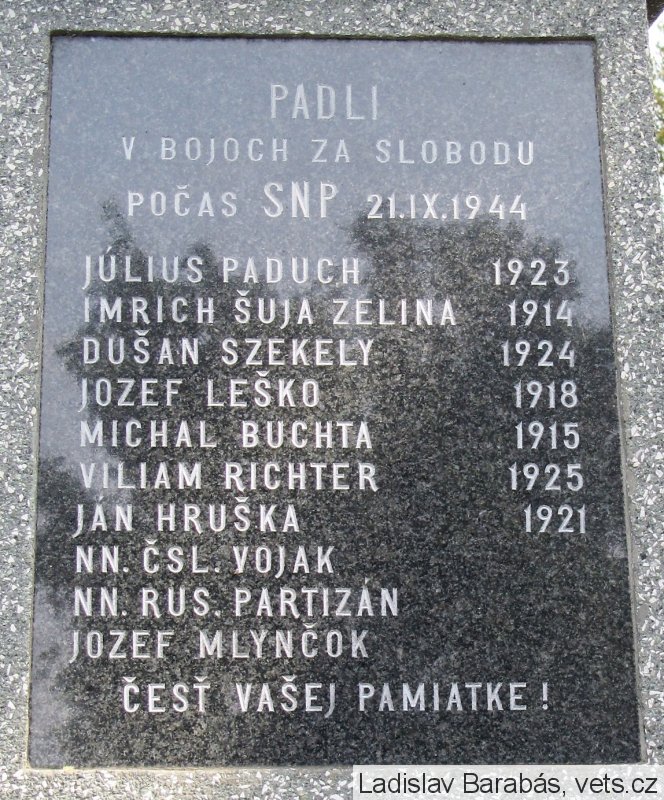 PADLI
V BOJOCH ZA SLOBODU
POČAS SNP 21.IX.1944
JÚLIUS PADUCH 1923
IMRICH ŠUJA ZELINA 1914
DUŠAN SZEKELY 1924
JOZEF LEŠKO 1918
MICHAL BUCHTA 1915
VILIAM RICHTER 1925
JÁN HRUŠKA 1921
NN. ČSL. VOJAK
NN. RUS. PARTIZÁN
JOZEF MLYNČOK
ČESŤ VAŠEJ PAMIATKE !
Ladislav Barabás, vets.cz